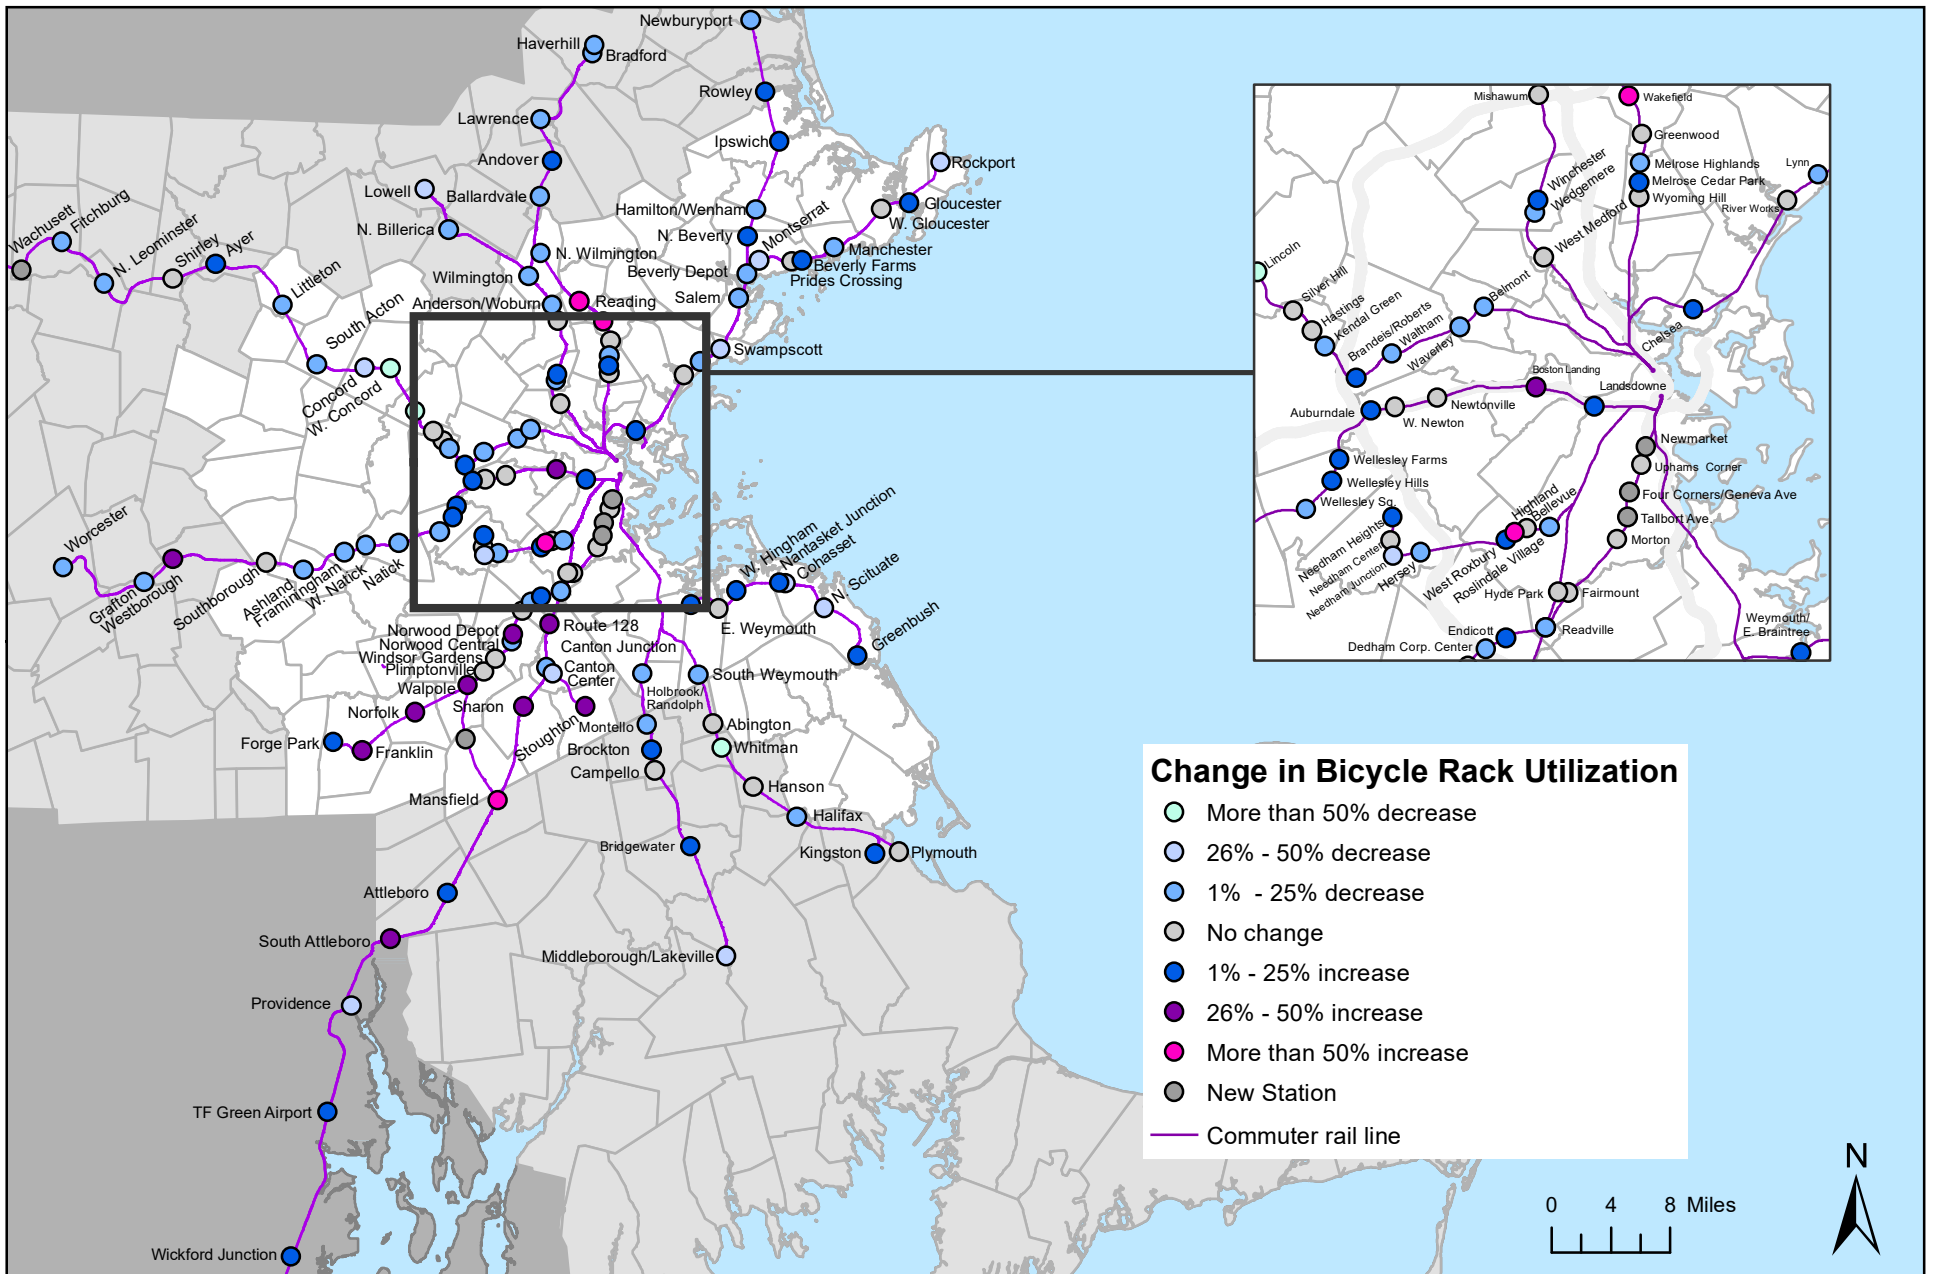 Newburyport
Haverhill
Bradford
Rowley
Lawrence
Ipswich
Andover
Rockport
Lowell
Ballardvale
Gloucester
Hamilton/Wenham
Montserrat
W. Gloucester
N. Billerica
N. Beverly
Manchester
N. Wilmington
Beverly Farms
Wilmington
Beverly Depot
Prides Crossing
Anderson/Woburn
Reading
Salem
Swampscott
Wachusett
Fitchburg
N. Leominster
Shirley
Ayer
Littleton
South Acton
Concord
W. Concord
Worcester
Grafton
Westborough
Southborough
Ashland
Framingham
W. Natick
Natick
W. Hingham
Nantasket Junction
Cohasset
N. Scituate
Greenbush
E. Weymouth
Norwood Depot
Route 128
Norwood Central
Canton Junction
Windsor Gardens
Plimptonville
Canton
Center
South Weymouth
Walpole
Holbrook/
Randolph
Sharon
Norfolk
Abington
Stoughton
Montello
Forge Park
Franklin
Brockton
Whitman
Campello
Hanson
Mansfield
Halifax
Bridgewater
Kingston
Plymouth
Attleboro
South Attleboro
Middleborough/Lakeville
Providence
TF Green Airport
Wickford Junction
Mishawum
Wakefield
Greenwood
Winchester
Wedgemere
Melrose Highlands
Lynn
Melrose Cedar Park
Wyoming Hill
River Works
West Medford
Lincoln
Silver Hill
Hastings
Kendal Green
Brandeis/Roberts
Waltham
Waverley
Belmont
Chelsea
Boston Landing
Landsdowne
Auburndale
Newtonville
W. Newton
Newmarket
Wellesley Farms
Uphams Corner
Wellesley Hills
Wellesley Sq.
Four Corners/Geneva Ave
Highland
Bellevue
Tallbort Ave.
Needham Heights
Needham Center
Needham Junction
Hersey
West Roxbury
Roslindale Village
Morton
Hyde Park
Fairmount
Endicott
Readville
Dedham Corp. Center
Weymouth/
E. Braintree
Change in Bicycle Rack Utilization
More than 50% decrease
26% - 50% decrease
1%  - 25% decrease
No change
1% - 25% increase
26% - 50% increase
More than 50% increase
New Station
Commuter rail line
N
0 4 8 Miles